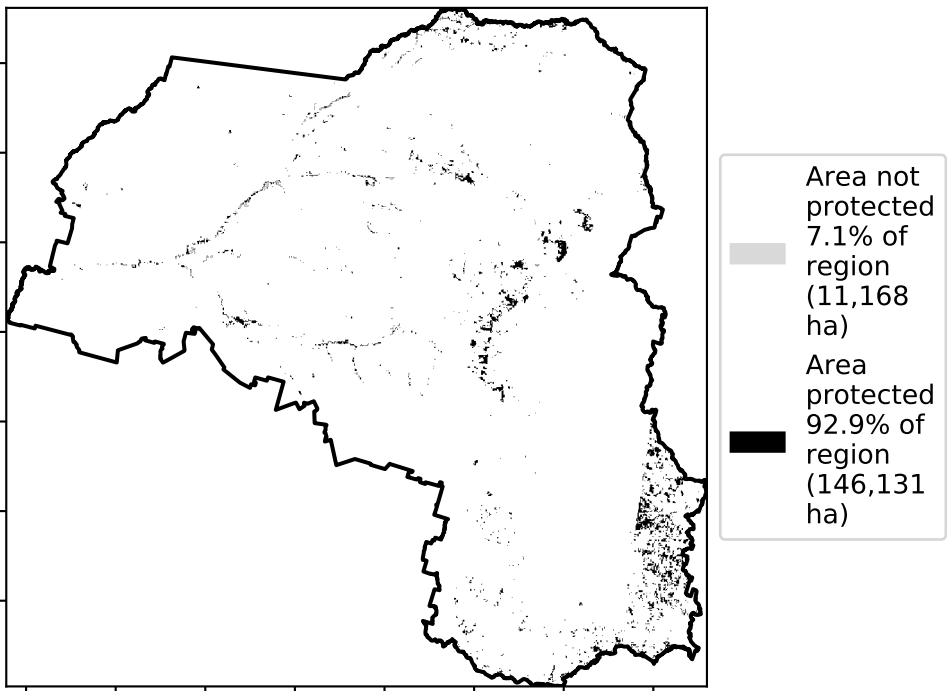 Area not
protected
7.1% of
region
(11,168
ha)
Area
protected
92.9% of
region
(146,131
ha)